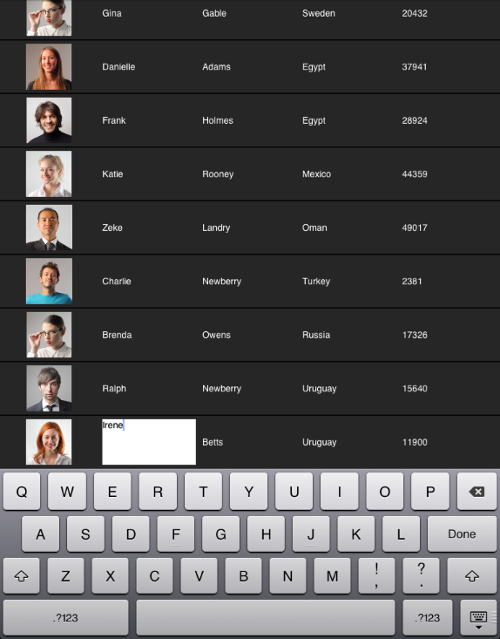 Gina Gable Sweden 20432
Danielle Adams Egypt 37941
Frank Holmes Egypt 28924
Katie Rooney Mexico 44359
Zeke Landry Oman 49017
Charlie Newberry Turkey 2381
Brenda Owens Russia 17326
Ralph Newberry Uruguay 15640
Irene Betts Uruguay 11900
Q W E R T Y U I O P
A S D F G H J K L Done
Z X C V B N M ! , ? .
.?123 .?123